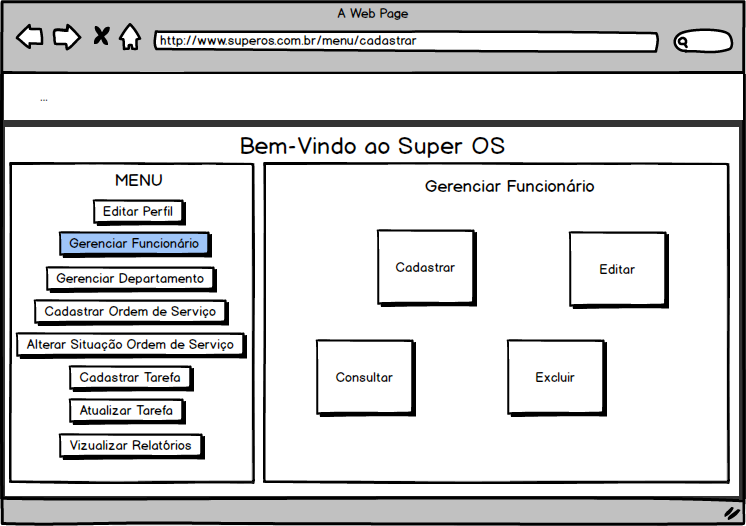 A Web Page
http://www.superos.com.br/menu/cadastrar
...
Bem-Vindo ao Super OS
MENU
Editar Perfil
Gerenciar Funcionário
Gerenciar Departamento
Cadastrar Ordem de Serviço
Alterar Situação Ordem de Serviço
Cadastrar Tarefa
Atualizar Tarefa
Vizualizar Relatórios
Gerenciar Funcionário
Cadastrar
Editar
Consultar
Excluir